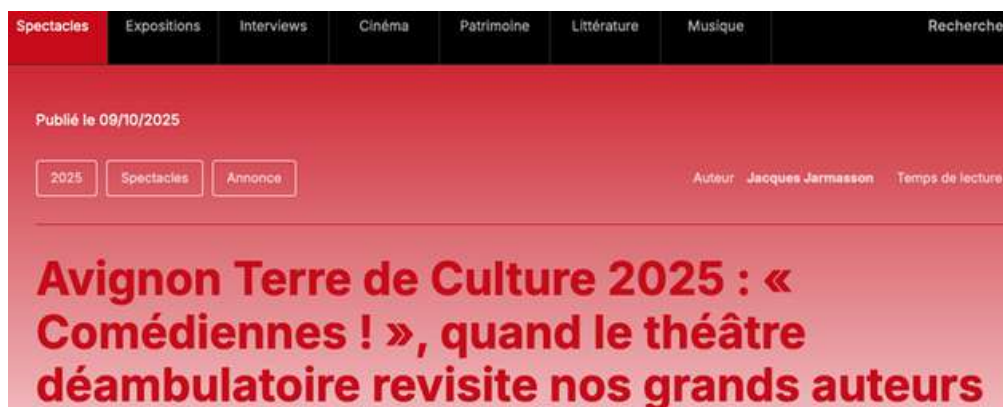 Spectacles Expositions Interviews Cinéma Patrimoine Littérature Musique Recherche
Publié le 09/10/2025
2025 Spectacles Annonce Auteur Jacques Jarmasson Temps de lecture
Avignon Terre de Culture 2025 : «
Comédiennes ! », quand le théâtre
déambulatoire revisite nos grands auteurs